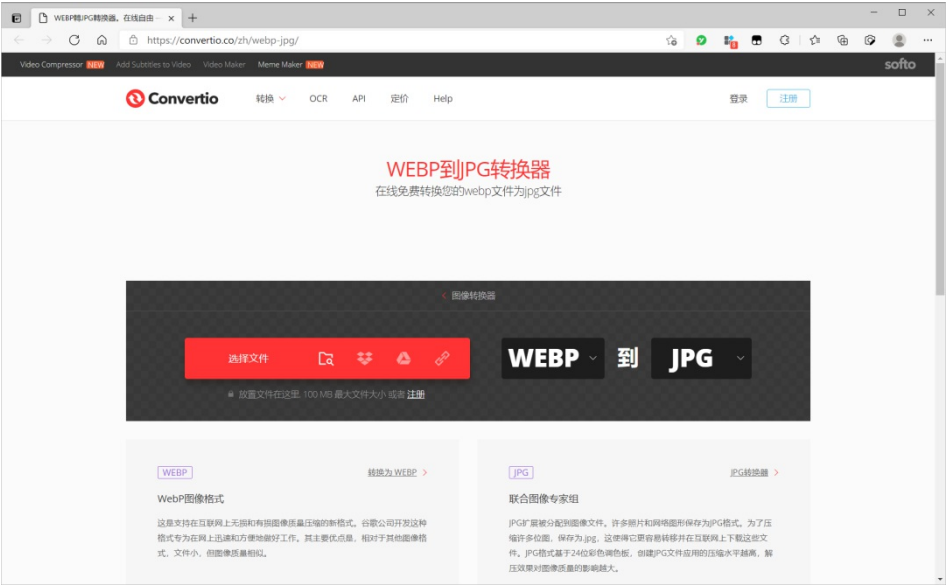 WEBP轉JPG轉换器。在线自由一
https://convertio.co/zh/webp-jpg/
Video Compressor NEW Add Subtitles to Video Video Maker Meme Maker NEW softo
Convertio 转换 OCR API 定价 Help 登录 注册
WEBP到JPG转换器
在线免费转换您的webp文件为jpg文件
图像转换器
选择文件 WEBP 到 JPG
放置文件在这里. 100 MB 最大文件大小 或者 注册
WEBP 转换为 WEBP JPG JPG转换器
WebP图像格式 联合图像专家组
这是支持在互联网上无损和有损图像质量压缩的新格式。谷歌公司开发这种
格式专为在网上迅速和方便地做好工作。其主要优点是，相对于其他图像格
式，文件小，但图像质量相似。
JPG扩展被分配到图像文件。许多照片和网络图形保存为JPG格式。为了压
缩许多位图，保存为.jpg，这使得它更容易转移并在互联网上下载这些文
件。JPG格式基于24位彩色调色板，创建JPG文件应用的压缩水平越高，解
压效果对图像质量的影响越大。